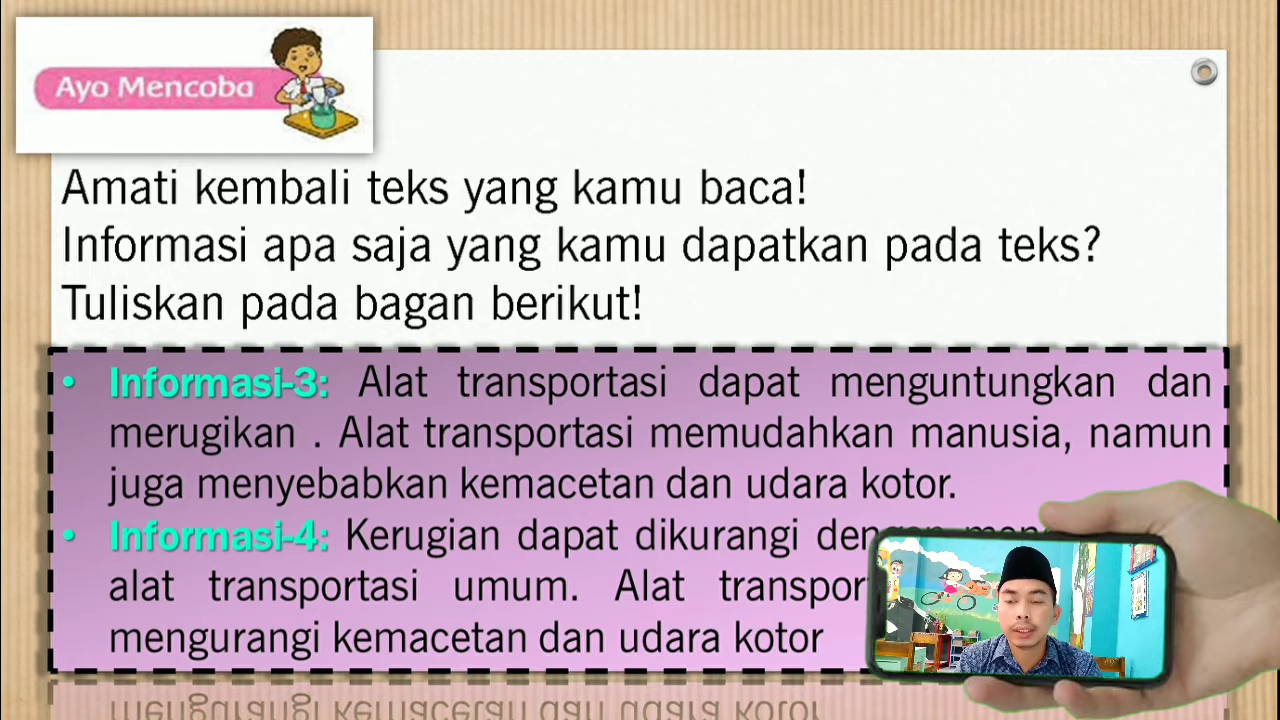 Ayo Mencoba
Amati kembali teks yang kamu baca!
Informasi apa saja yang kamu dapatkan pada teks?
Tuliskan pada bagan berikut!
• Informasi-3: Alat transportasi dapat menguntungkan dan
merugikan . Alat transportasi memudahkan manusia, namun
juga menyebabkan kemacetan dan udara kotor.
• Informasi-4: Kerugian dapat dikurangi dengan
alat transportasi umum. Alat
mengurangi kemacetan dan udara kotor